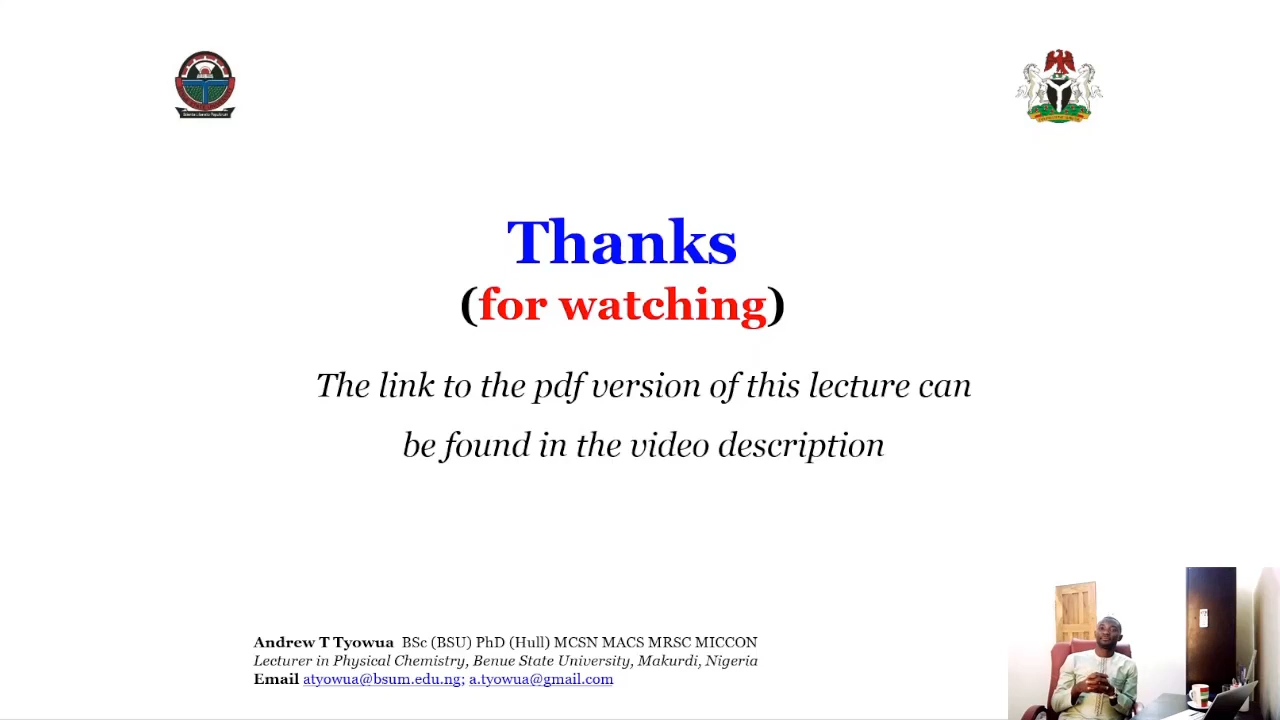 Thanks
(for watching)
The link to the pdf version of this lecture can
be found in the video description
Andrew T Tyowua BSc (BSU) PhD (Hull) MCSN MACS MRSC MICCON
Lecturer in Physical Chemistry, Benue State University, Makurdi, Nigeria
Email atyowua@bsum.edu.ng; a.tyowua@gmail.com